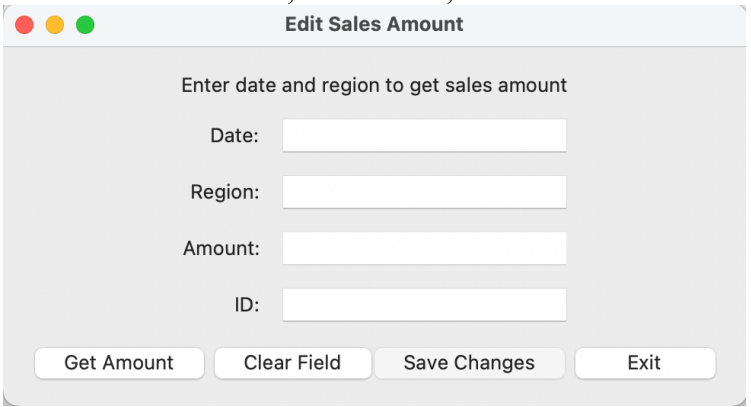 Edit Sales Amount
Enter date and region to get sales amount
Date:
Region:
Amount:
ID:
Get Amount Clear Field Save Changes Exit